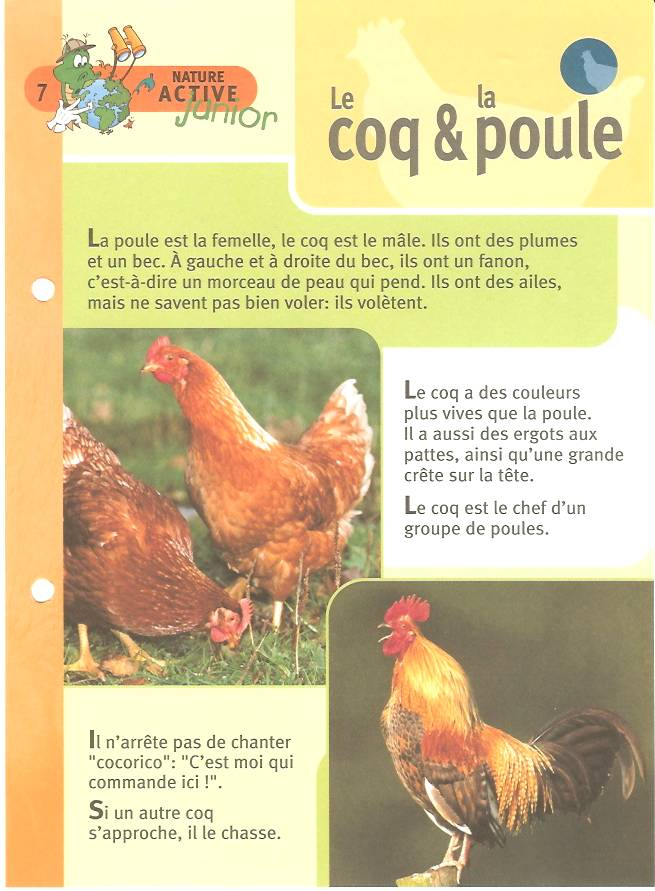 7
NATURE
ACTIVE
Junior
Le
coq & la
poule
La poule est la femelle, le coq est le mâle. Ils ont des plumes
et un bec. À gauche et à droite du bec, ils ont un fanon,
c'est-à-dire un morceau de peau qui pend. Ils ont des ailes,
mais ne savent pas bien voler: ils volètent.
Le coq a des couleurs
plus vives que la poule.
Il a aussi des ergots aux
pattes, ainsi qu'une grande
crête sur la tête.
Le coq est le chef d'un
groupe de poules.
Il n'arrête pas de chanter
"cocorico": "C'est moi qui
commande ici !".
Si un autre coq
s'approche, il le chasse.